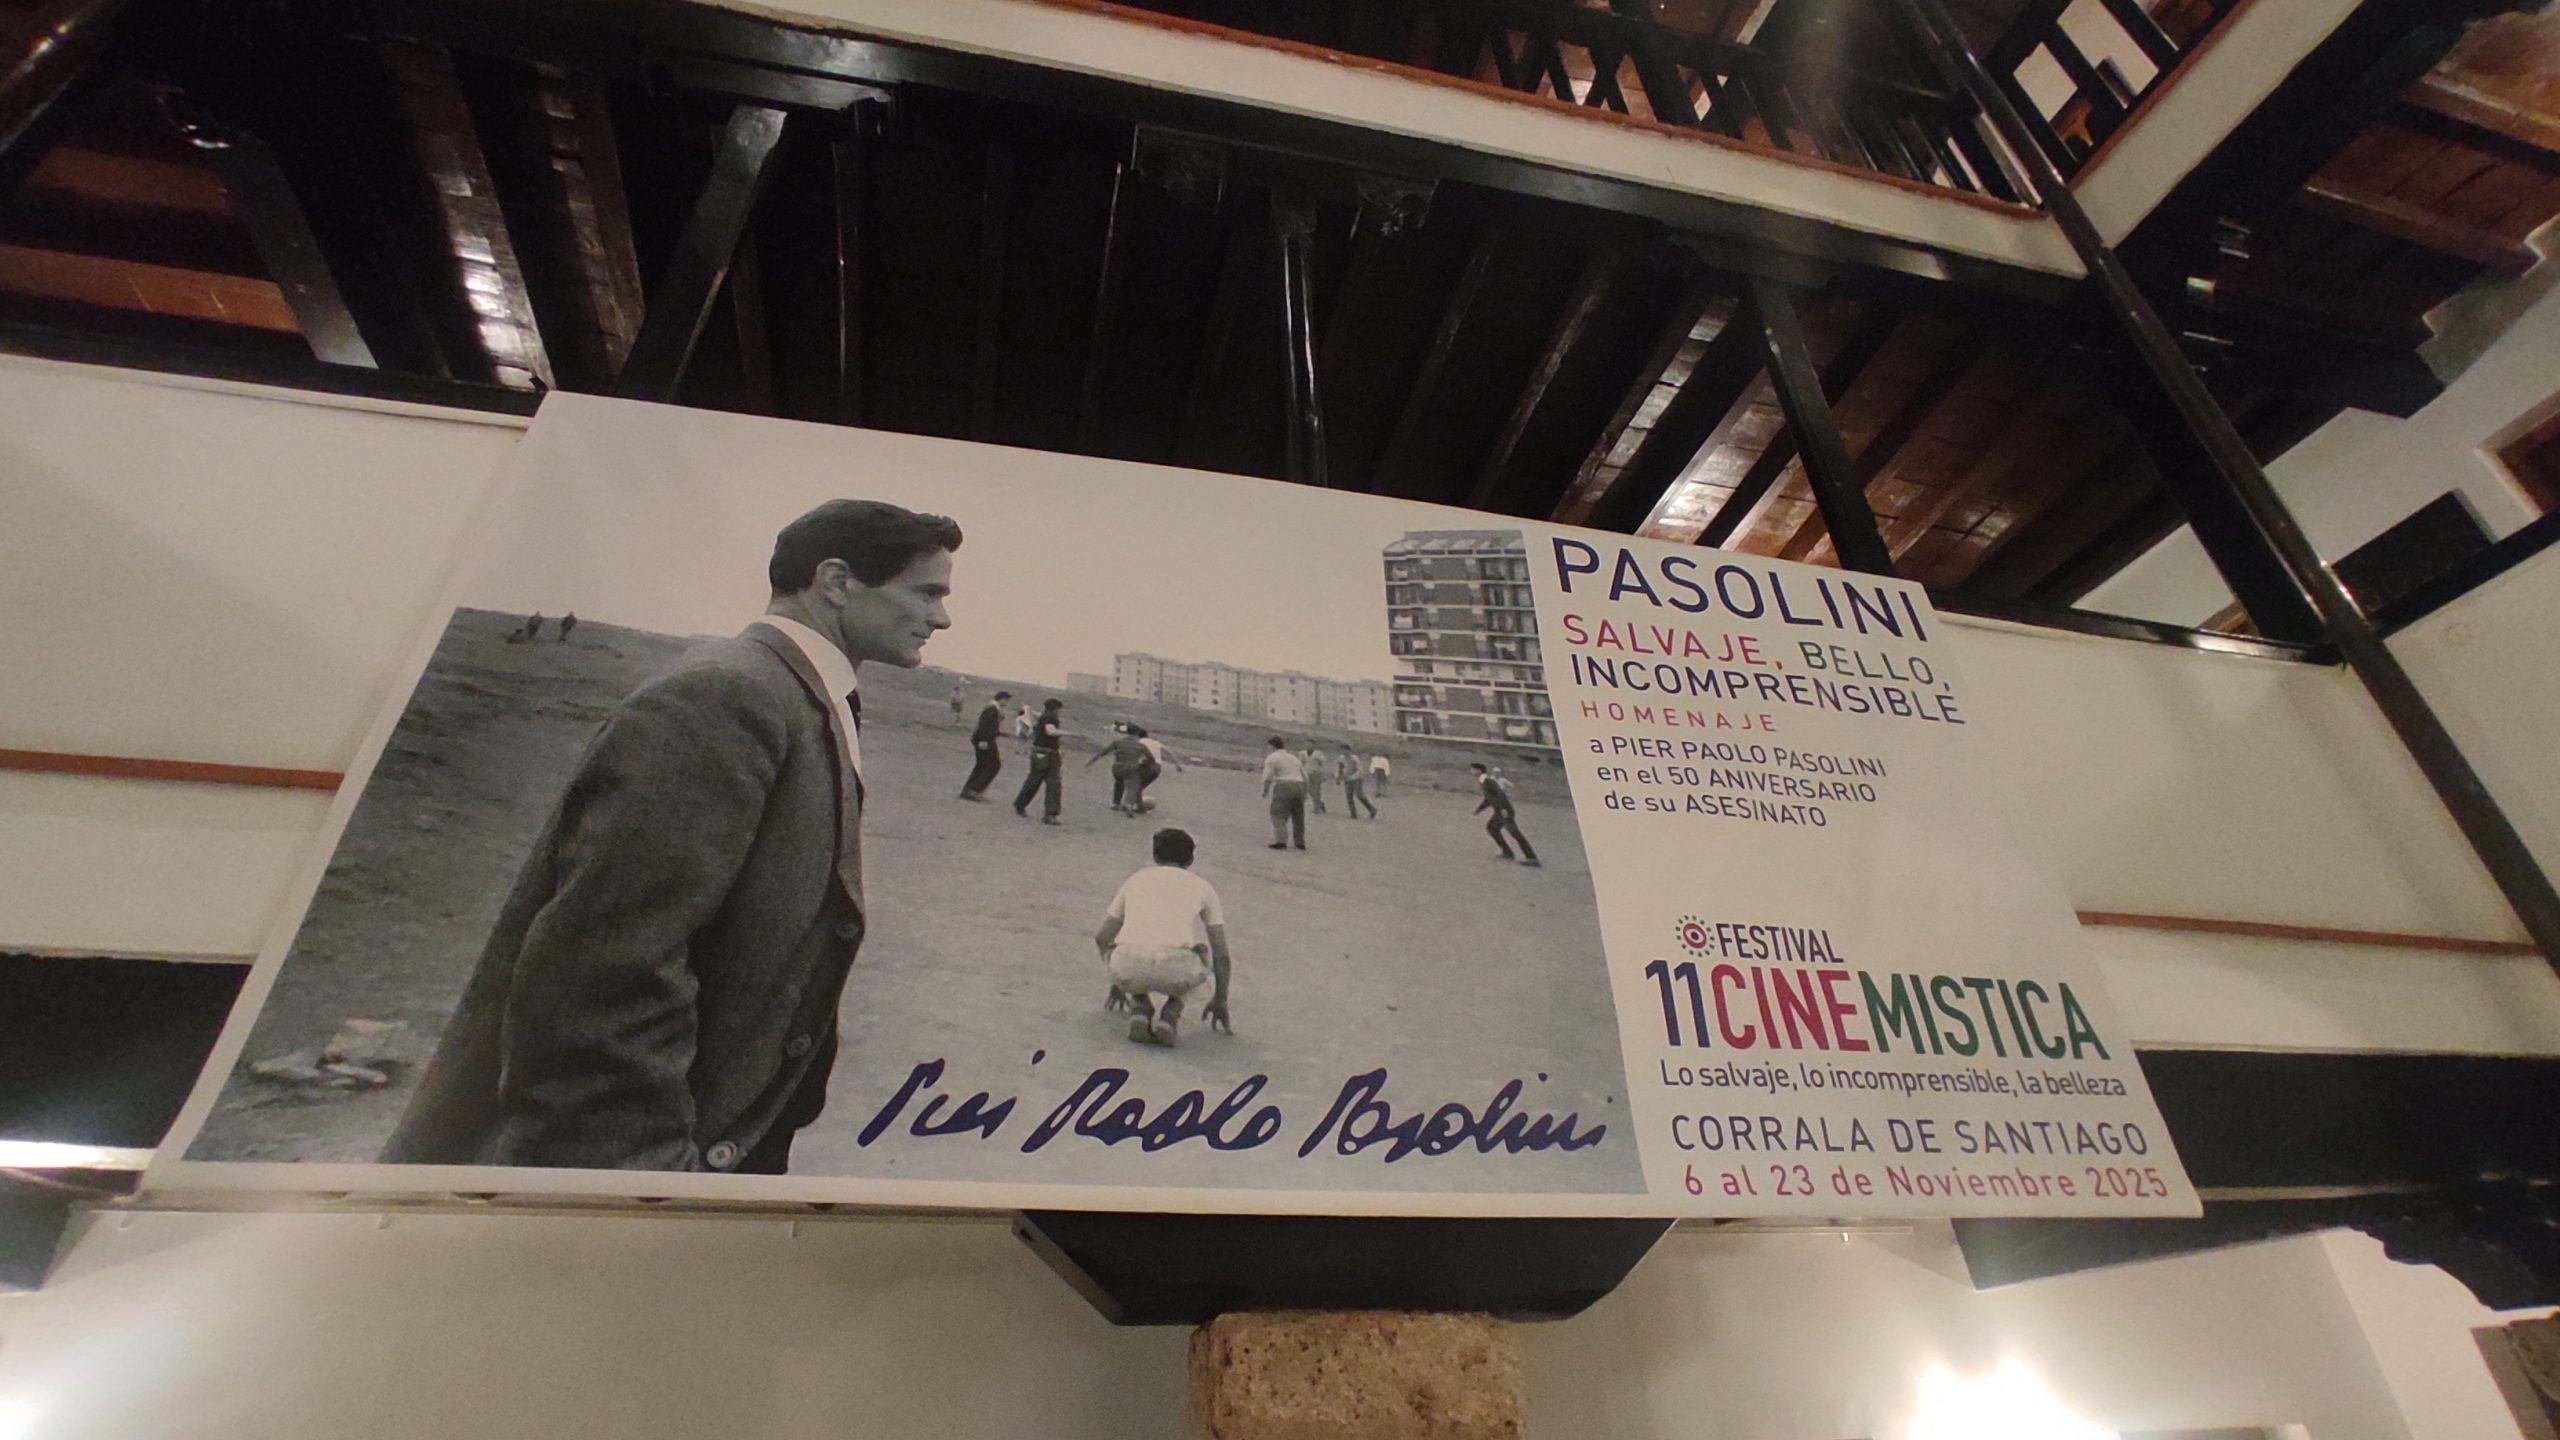 PASOLINI
SALVAJE, BELLO,
INCOMPRENSIBLE
HOMENAJE
a PIER PAOLO PASOLINI
en el 50 ANIVERSARIO
de su ASESINATO
FESTIVAL
11CINEMISTICA
Lo salvaje, lo incomprensible, la belleza
CORRALA DE SANTIAGO
6 al 23 de Noviembre 2025
Pier Paolo Pasolini